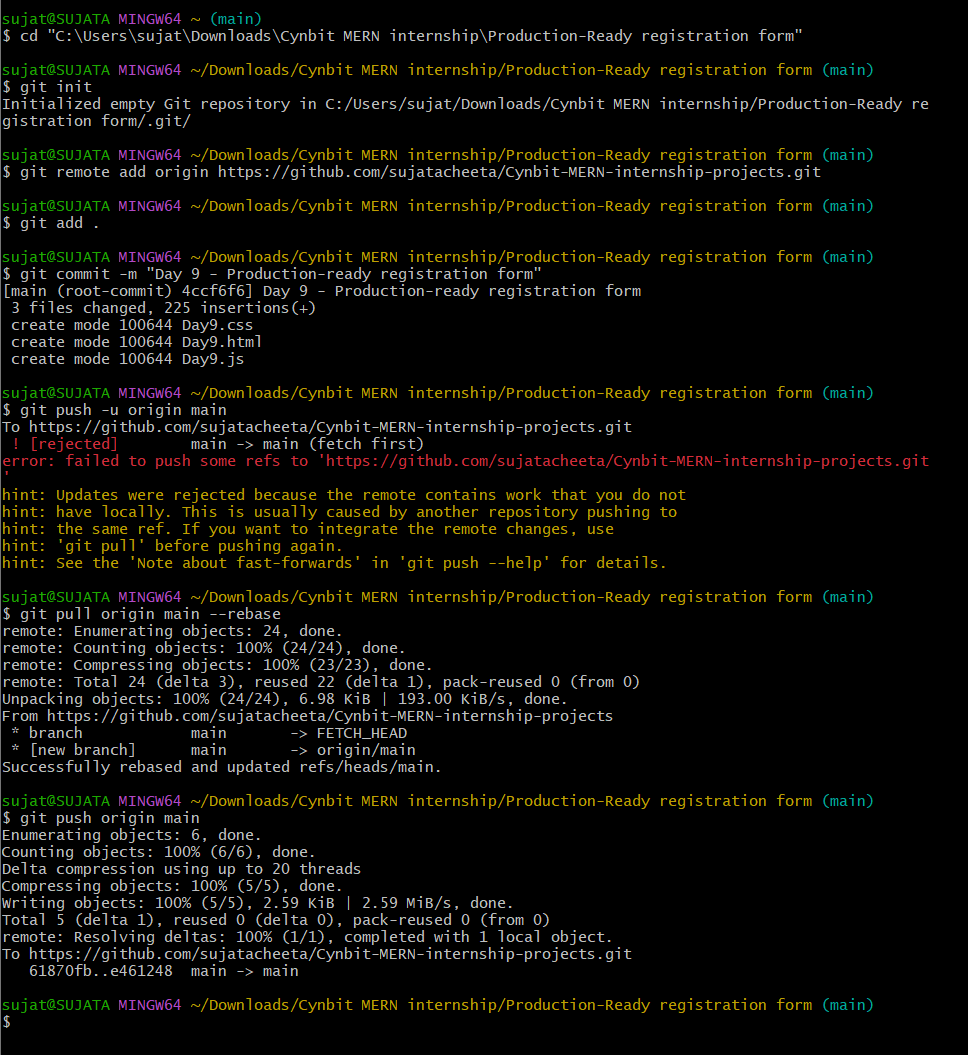 sujat@SUJATA MINGW64 ~ (main)
$ cd "C:\Users\sujat\Downloads\Cynbit MERN internship\Production-Ready registration form"
sujat@SUJATA MINGW64 ~/Downloads/Cynbit MERN internship/Production-Ready registration form (main)
$ git init
Initialized empty Git repository in C:/Users/sujat/Downloads/Cynbit MERN internship/Production-Ready re
gistration form/.git/
sujat@SUJATA MINGW64 ~/Downloads/Cynbit MERN internship/Production-Ready registration form (main)
$ git remote add origin https://github.com/sujatacheeta/Cynbit-MERN-internship-projects.git
sujat@SUJATA MINGW64 ~/Downloads/Cynbit MERN internship/Production-Ready registration form (main)
$ git add .
sujat@SUJATA MINGW64 ~/Downloads/Cynbit MERN internship/Production-Ready registration form (main)
$ git commit -m "Day 9 - Production-ready registration form"
[main (root-commit) 4ccf6f6] Day 9 - Production-ready registration form
 3 files changed, 225 insertions(+)
 create mode 100644 Day9.css
 create mode 100644 Day9.html
 create mode 100644 Day9.js
sujat@SUJATA MINGW64 ~/Downloads/Cynbit MERN internship/Production-Ready registration form (main)
$ git push -u origin main
To https://github.com/sujatacheeta/Cynbit-MERN-internship-projects.git
 ! [rejected]        main -> main (fetch first)
error: failed to push some refs to 'https://github.com/sujatacheeta/Cynbit-MERN-internship-projects.git
'
hint: Updates were rejected because the remote contains work that you do not
hint: have locally. This is usually caused by another repository pushing to
hint: the same ref. If you want to integrate the remote changes, use
hint: 'git pull' before pushing again.
hint: See the 'Note about fast-forwards' in 'git push --help' for details.
sujat@SUJATA MINGW64 ~/Downloads/Cynbit MERN internship/Production-Ready registration form (main)
$ git pull origin main --rebase
remote: Enumerating objects: 24, done.
remote: Counting objects: 100% (24/24), done.
remote: Compressing objects: 100% (23/23), done.
remote: Total 24 (delta 3), reused 22 (delta 1), pack-reused 0 (from 0)
Unpacking objects: 100% (24/24), 6.98 KiB | 193.00 KiB/s, done.
From https://github.com/sujatacheeta/Cynbit-MERN-internship-projects
 * branch            main       -> FETCH_HEAD
 * [new branch]      main       -> origin/main
Successfully rebased and updated refs/heads/main.
sujat@SUJATA MINGW64 ~/Downloads/Cynbit MERN internship/Production-Ready registration form (main)
$ git push origin main
Enumerating objects: 6, done.
Counting objects: 100% (6/6), done.
Delta compression using up to 20 threads
Compressing objects: 100% (5/5), done.
Writing objects: 100% (5/5), 2.59 KiB | 2.59 MiB/s, done.
Total 5 (delta 1), reused 0 (delta 0), pack-reused 0 (from 0)
remote: Resolving deltas: 100% (1/1), completed with 1 local object.
To https://github.com/sujatacheeta/Cynbit-MERN-internship-projects.git
   61870fb..e461248  main -> main
sujat@SUJATA MINGW64 ~/Downloads/Cynbit MERN internship/Production-Ready registration form (main)
$